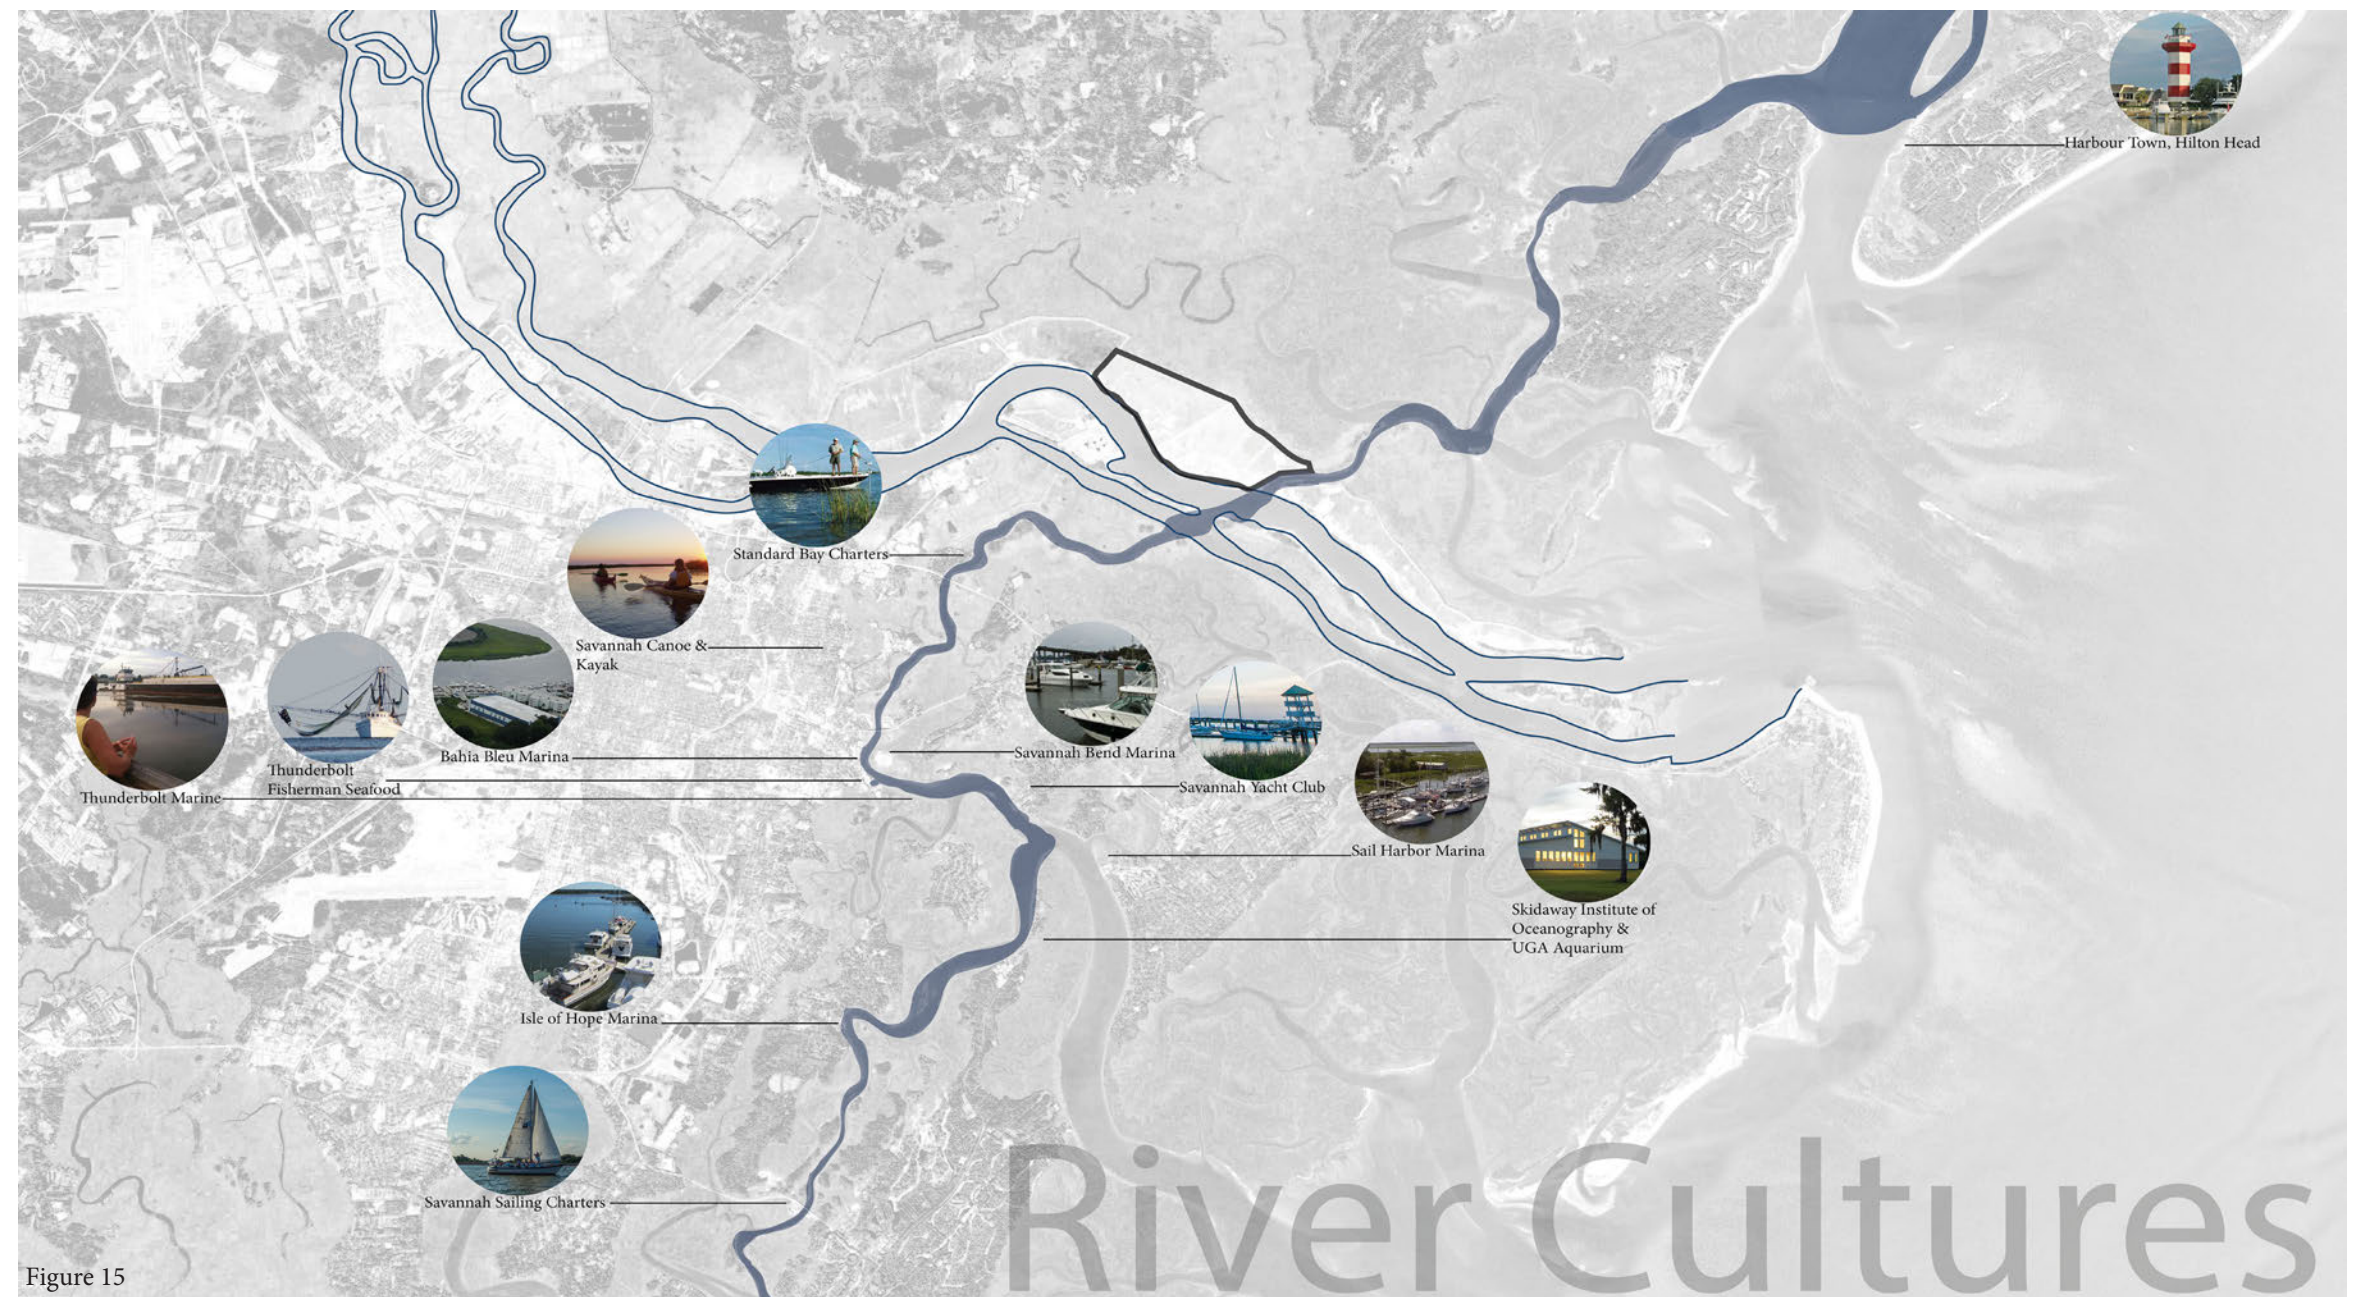 Harbour Town, Hilton Head
Standard Bay Charters
Savannah Canoe &
Kayak
Bahia Bleu Marina
Thunderbolt
Fisherman Seafood
Thunderbolt Marine
Savannah Bend Marina
Savannah Yacht Club
Sail Harbor Marina
Skidaway Institute of
Oceanography &
UGA Aquarium
Isle of Hope Marina
Savannah Sailing Charters
River Cultures
Figure 15